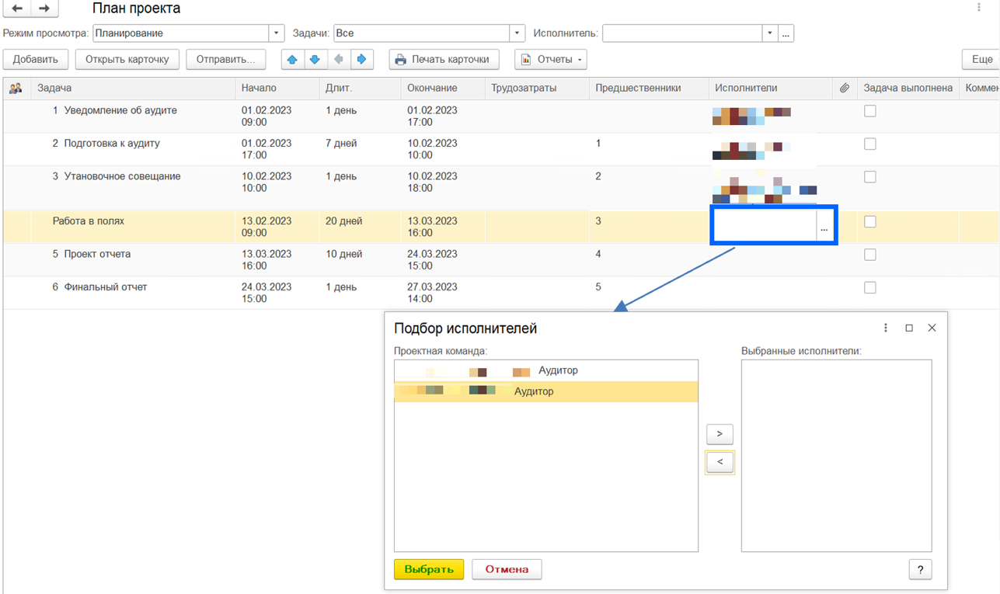 План проекта
Режим просмотра: Планирование Задачи: Все Исполнитель: ...
Добавить Открыть карточку Отправить... Печать карточки Отчеты Еще
Задача Начало Длит. Окончание Трудозатраты Предшественники Исполнители Задача выполнена Коммен
1 Уведомление об аудите 01.02.2023 1 день 01.02.2023
09:00 17:00
2 Подготовка к аудиту 01.02.2023 7 дней 10.02.2023 1
17:00 10:00
3 Утановочное совещание 10.02.2023 1 день 10.02.2023 2
10:00 18:00
Работа в полях 13.02.2023 20 дней 13.03.2023 3 ...
09:00 16:00
5 Проект отчета 13.03.2023 10 дней 24.03.2023 4
16:00 15:00
6 Финальный отчет 24.03.2023 1 день 27.03.2023 5
15:00 14:00
Подбор исполнителей
Проектная команда: Выбранные исполнители:
Аудитор
Аудитор
>
<
Выбрать Отмена ?